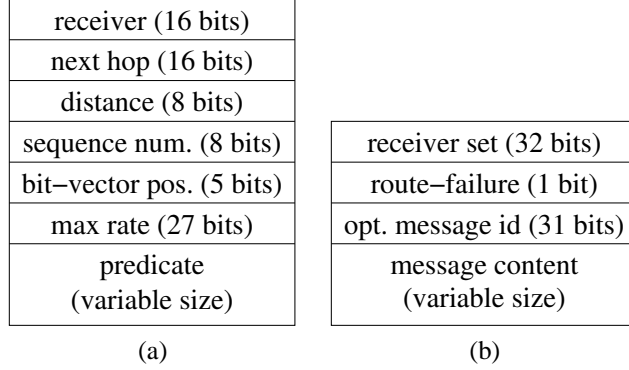 receiver (16 bits)
next hop (16 bits)
distance (8 bits)
sequence num. (8 bits)
bit−vector pos. (5 bits)
max rate (27 bits)
predicate
(variable size)
(a)
receiver set (32 bits)
route−failure (1 bit)
opt. message id (31 bits)
message content
(variable size)
(b)